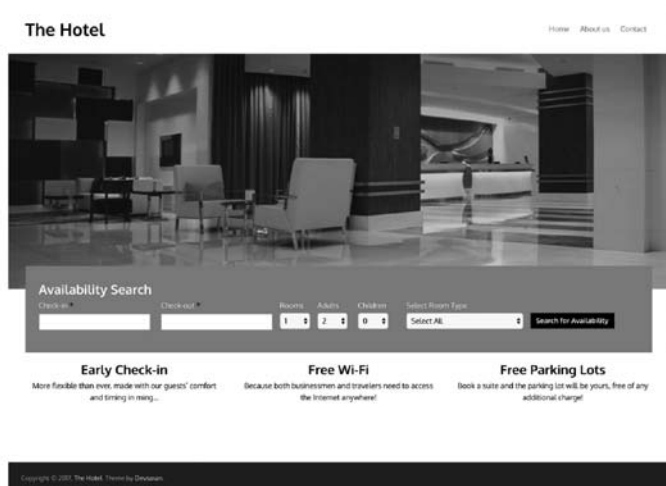 The Hotel
Home About us Contact
Availability Search
Check-in * Check-out * Rooms Adults Children Select Room Type
1 2 0 Select All Search for Availability
Early Check-in Free Wi-Fi Free Parking Lots
More flexible than ever, made with our guests' comfort Because both businessmen and travelers need to access Book a suite and the parking lot will be yours, free of any
and timing in ming... the Internet anywhere! additional charge!
Copyright © The Hotel. Theme by Devsaran.